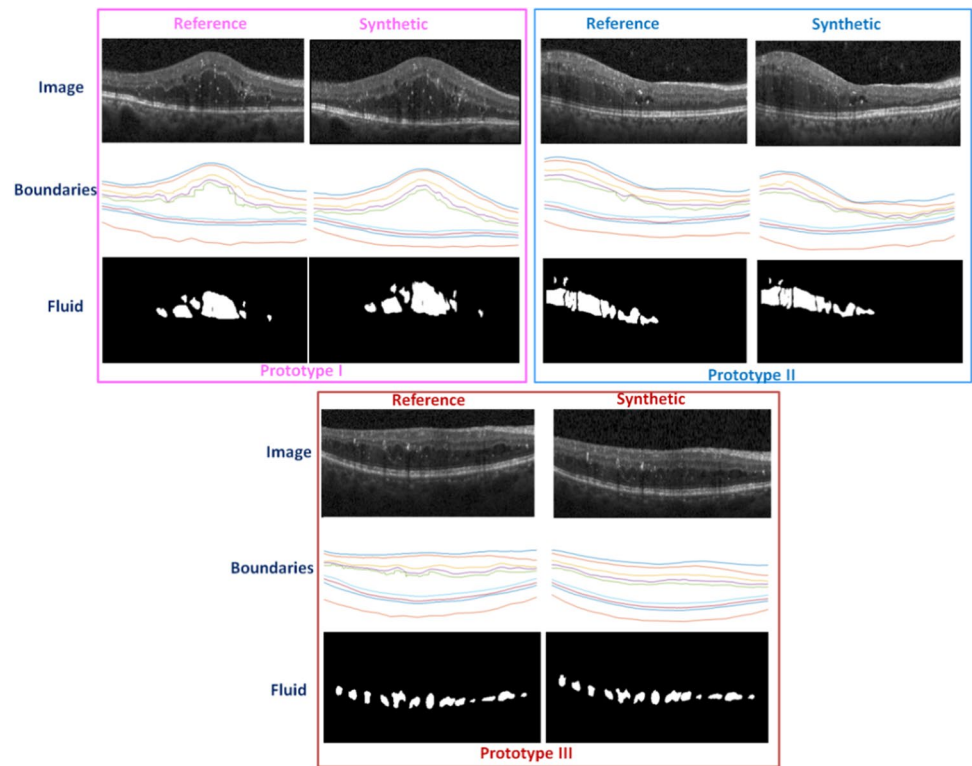 Reference Synthetic Reference Synthetic
Image
Boundaries
Fluid
Prototype I Prototype II
Reference Synthetic
Image
Boundaries
Fluid
Prototype III